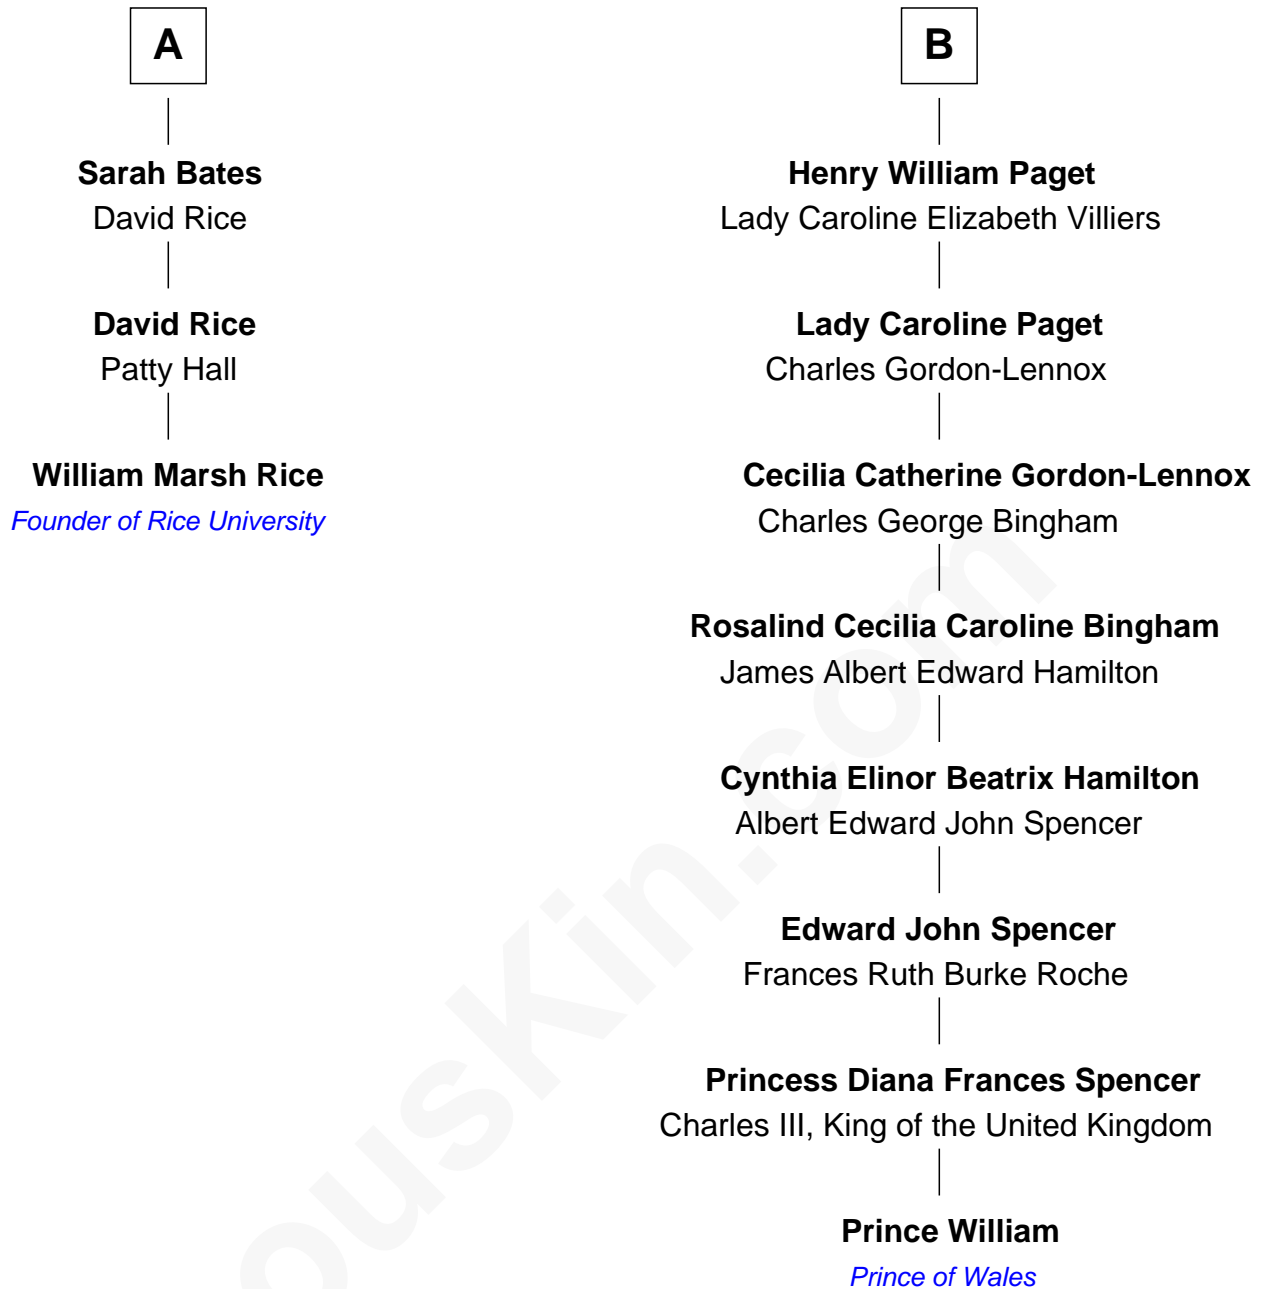 A
Sarah Bates
David Rice
David Rice
Patty Hall
William Marsh Rice
Founder of Rice University
B
Henry William Paget
Lady Caroline Elizabeth Villiers
Lady Caroline Paget
Charles Gordon-Lennox
Cecilia Catherine Gordon-Lennox
Charles George Bingham
Rosalind Cecilia Caroline Bingham
James Albert Edward Hamilton
Cynthia Elinor Beatrix Hamilton
Albert Edward John Spencer
Edward John Spencer
Frances Ruth Burke Roche
Princess Diana Frances Spencer
Charles III, King of the United Kingdom
Prince William
Prince of Wales
ousKin.com